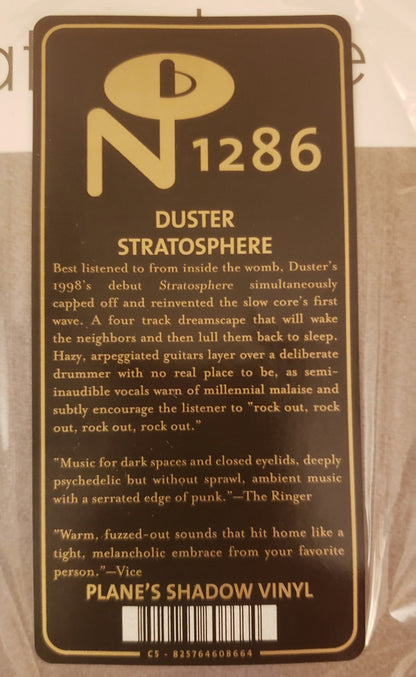 1286
DUSTER
STRATOSPHERE
Best listened to from inside the womb, Duster's
1998's debut Stratosphere simultaneously
capped off and reinvented the slow core's first
wave. A four track dreamscape that will wake
the neighbors and then lull them back to sleep.
Hazy, arpeggiated guitars layer over a deliberate
drummer with no real place to be, as semi-
inaudible vocals warn of millennial malaise and
subtly encourage the listener to "rock out, rock
out, rock out, rock out."
"Music for dark spaces and closed eyelids, deeply
psychedelic but without sprawl, ambient music
with a serrated edge of punk."—The Ringer
"Warm, fuzzed-out sounds that hit home like a
tight, melancholic embrace from your favorite
person."—Vice
PLANE'S SHADOW VINYL
C5 - 825764608664